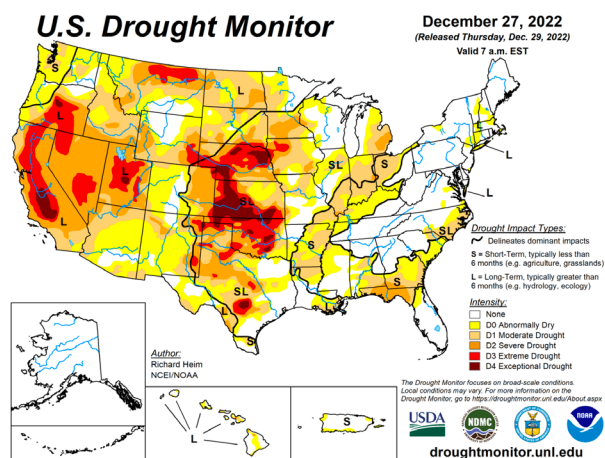 U.S. Drought Monitor
December 27, 2022
(Released Thursday, Dec. 29, 2022)
Valid 7 a.m. EST
S
L
L
L
L
L
L
L
SL
S
SL
S
SL
S
SL
L
S
S
L
S
Drought Impact Types:
Delineates dominant impacts
S = Short-Term, typically less than
6 months (e.g. agriculture, grasslands)
L = Long-Term, typically greater than
6 months (e.g. hydrology, ecology)
Intensity:
None
D0 Abnormally Dry
D1 Moderate Drought
D2 Severe Drought
D3 Extreme Drought
D4 Exceptional Drought
Author:
Richard Heim
NCEI/NOAA
The Drought Monitor focuses on broad-scale conditions.
Local conditions may vary. For more information on the
Drought Monitor, go to https://droughtmonitor.unl.edu/About.aspx
USDA
NDMC
NOAA
droughtmonitor.unl.edu